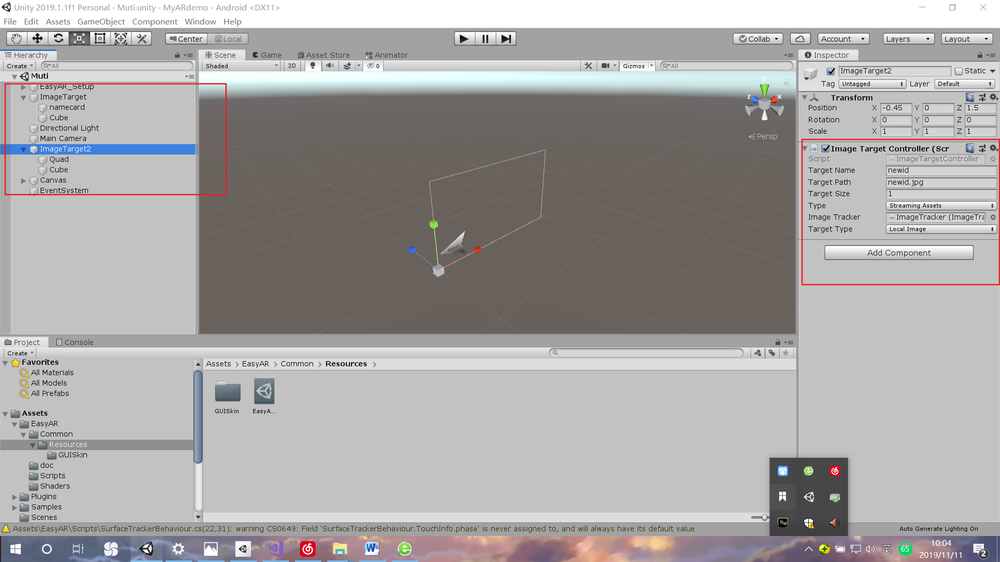 Unity 2019.1.1f1 Personal - Muti.unity - MyARdemo - Android <DX11>
File Edit Assets GameObject Component Window Help
Center Local
Collab Account Layers Layout
Hierarchy
Create All
Muti
EasyAR_Setup
ImageTarget
namecard
Cube
Directional Light
Main Camera
ImageTarget2
Quad
Cube
Canvas
EventSystem
Scene Game Asset Store Animator
Shaded 2D 0 Gizmos All
y
z x
Persp
Return
Inspector
ImageTarget2 Static
Tag Untagged Layer Default
Transform
Position X -0.45 Y 0 Z 1.5
Rotation X 0 Y 0 Z 0
Scale X 1 Y 1 Z 1
Image Target Controller (Scr
Script ImageTargetController
Target Name newid
Target Path newid.jpg
Target Size 1
Type Streaming Assets
Image Tracker ImageTracker (ImageTra
Target Type Local Image
Add Component
Project Console
Create
Favorites
All Materials
All Models
All Prefabs
Assets
EasyAR
Common
Resources
GUISkin
doc
Scripts
Shaders
Plugins
Samples
Scenes
Assets EasyAR Common Resources
GUISkin EasyA...
Assets\EasyAR\Scripts\SurfaceTrackerBehaviour.cs(22,31): warning CS0649: Field 'SurfaceTrackerBehaviour.TouchInfo.phase' is never assigned to, and will always have its default value
Auto Generate Lighting On
英 65 10:04
2019/11/11 2